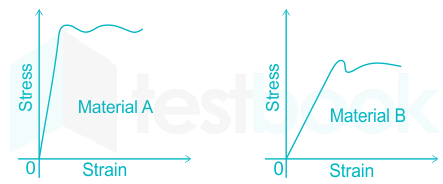 Stress
Material A
0
Strain
Stress
Material B
0
Strain
testbook